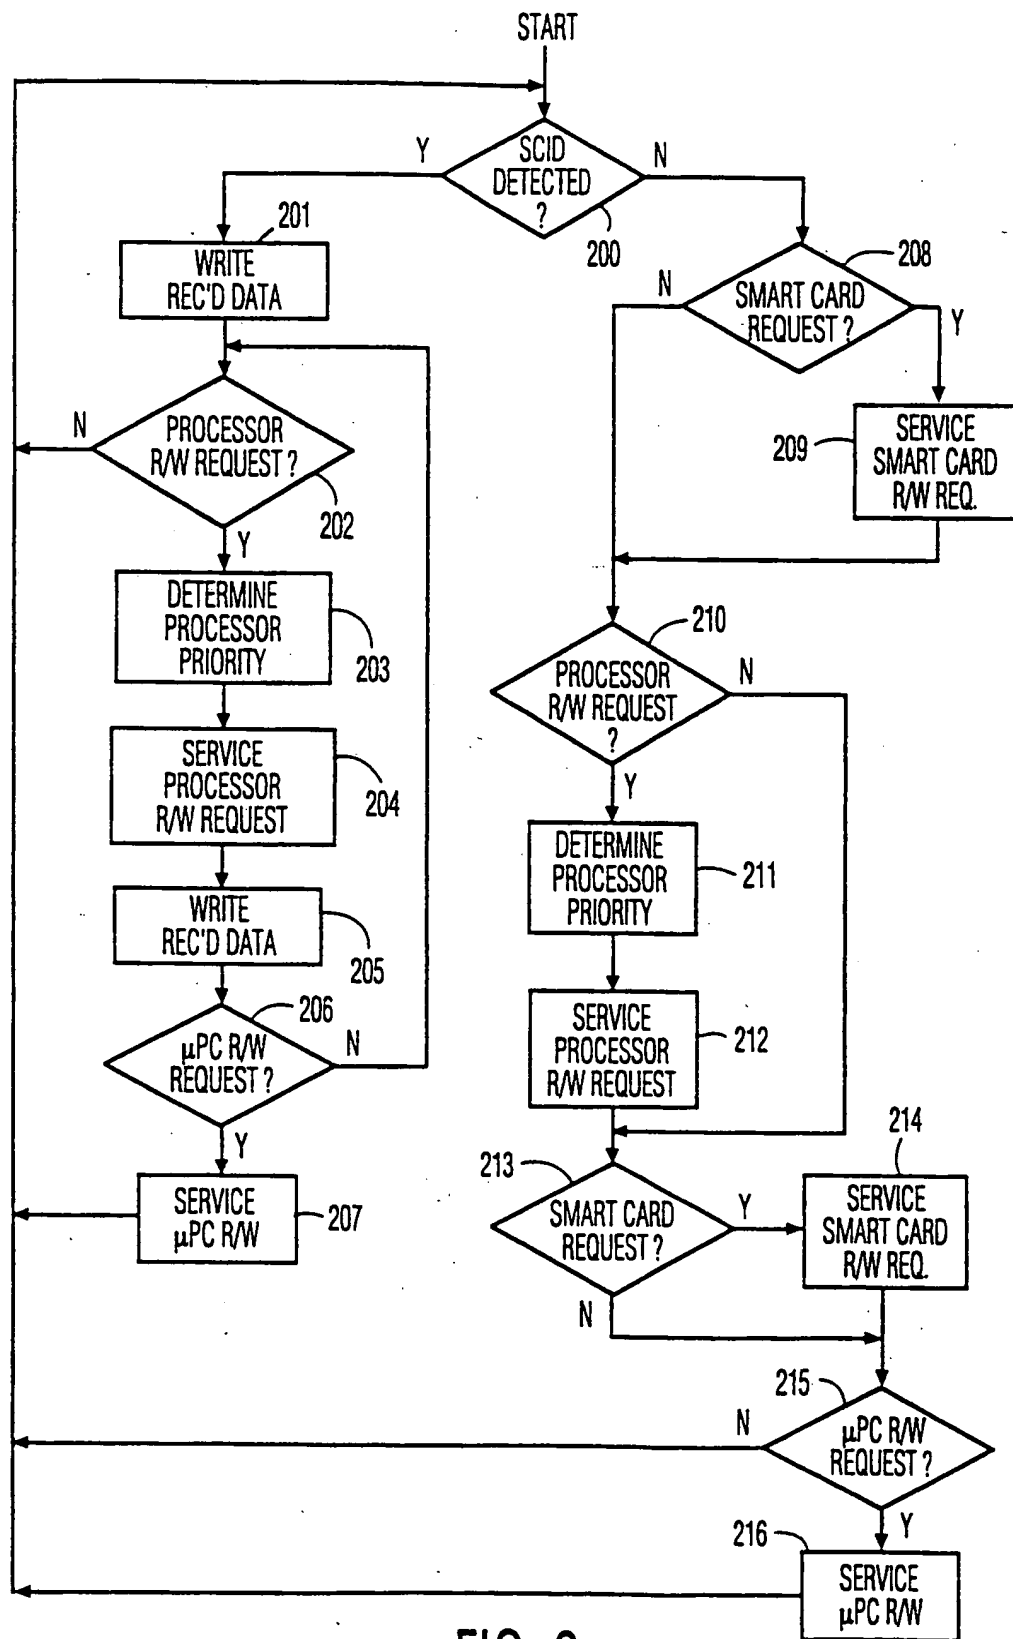 START
SCID
DETECTED
?
Y
N
200
201
WRITE
REC'D DATA
208
SMART CARD
REQUEST ?
N
Y
PROCESSOR
R/W REQUEST ?
N
202
Y
209
SERVICE
SMART CARD
R/W REQ.
DETERMINE
PROCESSOR
PRIORITY
203
210
PROCESSOR
R/W REQUEST
?
N
Y
SERVICE
PROCESSOR
R/W REQUEST
204
DETERMINE
PROCESSOR
PRIORITY
211
WRITE
REC'D DATA
205
206
μPC R/W
REQUEST ?
N
Y
SERVICE
PROCESSOR
R/W REQUEST
212
SERVICE
μPC R/W
207
213
SMART CARD
REQUEST ?
Y
N
214
SERVICE
SMART CARD
R/W REQ.
215
μPC R/W
REQUEST ?
N
Y
216
SERVICE
μPC R/W